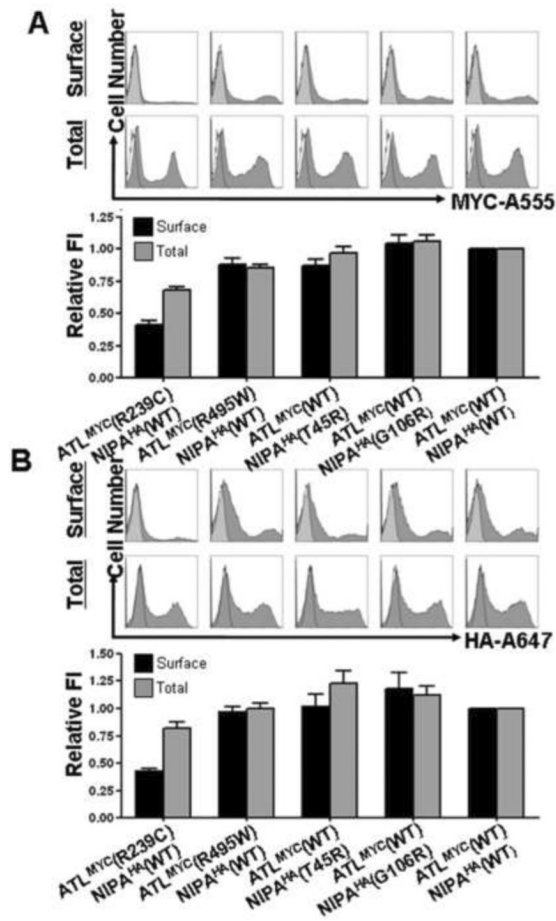 A
Surface
Total
Cell Number
MYC-A555
Relative FI
1.25
1.00
0.75
0.50
0.25
0.00
Surface
Total
ATL^MYC(R239C)
NIPA^HA(WT)
ATL^MYC(R495W)
NIPA^HA(WT)
ATL^MYC(WT)
NIPA^HA(T45R)
ATL^MYC(WT)
NIPA^HA(G106R)
ATL^MYC(WT)
NIPA^HA(WT)
B
Surface
Total
Cell Number
HA-A647
Relative FI
1.50
1.25
1.00
0.75
0.50
0.25
0.00
Surface
Total
ATL^MYC(R239C)
NIPA^HA(WT)
ATL^MYC(R495W)
NIPA^HA(WT)
ATL^MYC(WT)
NIPA^HA(T45R)
ATL^MYC(WT)
NIPA^HA(G106R)
ATL^MYC(WT)
NIPA^HA(WT)